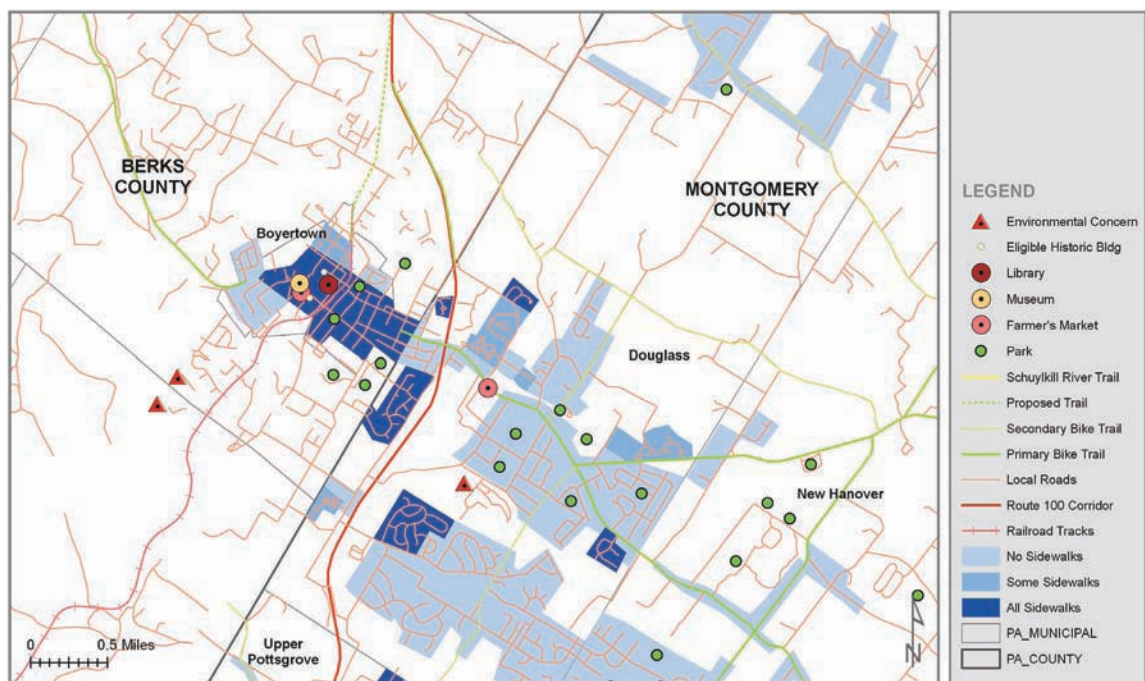 BERKS
COUNTY
MONTGOMERY
COUNTY
Boyertown
Douglass
New Hanover
Upper
Pottsgrove
0 0.5 Miles
N
LEGEND
Environmental Concern
Eligible Historic Bldg
Library
Museum
Farmer's Market
Park
Schuylkill River Trail
Proposed Trail
Secondary Bike Trail
Primary Bike Trail
Local Roads
Route 100 Corridor
Railroad Tracks
No Sidewalks
Some Sidewalks
All Sidewalks
PA_MUNICIPAL
PA_COUNTY